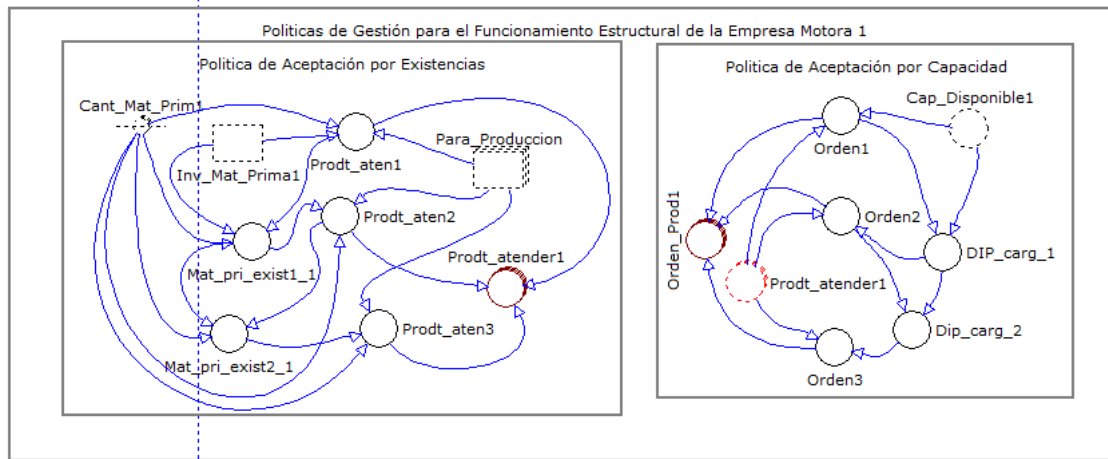 Politicas de Gestión para el Funcionamiento Estructural de la Empresa Motora 1
Politica de Aceptación por Existencias
Cant_Mat_Prim1
Para_Produccion
Prodt_aten1
Inv_Mat_Prima1
Prodt_aten2
Mat_pri_exist1_1
Prodt_atender1
Prodt_aten3
Mat_pri_exist2_1
Politica de Aceptación por Capacidad
Cap_Disponible1
Orden1
Orden_Prod1
Orden2
DIP_carg_1
Prodt_atender1
Dip_carg_2
Orden3